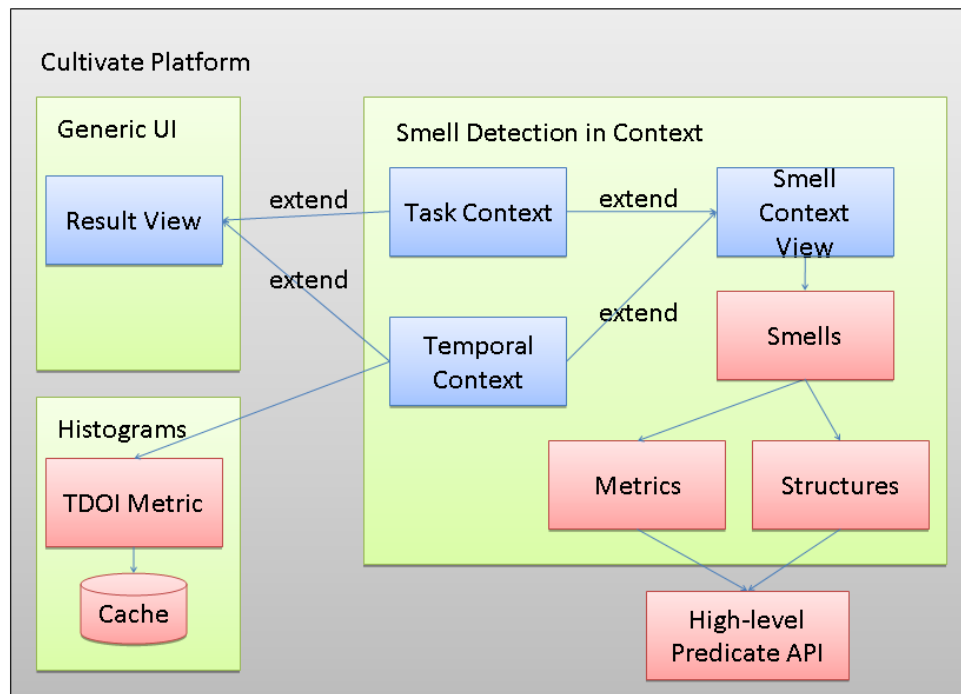 Cultivate Platform
Generic UI
Result View
Smell Detection in Context
extend
Task Context
extend
Smell
Context
View
extend
Temporal
Context
extend
Smells
Histograms
TDOI Metric
Cache
Metrics
Structures
High-level
Predicate API